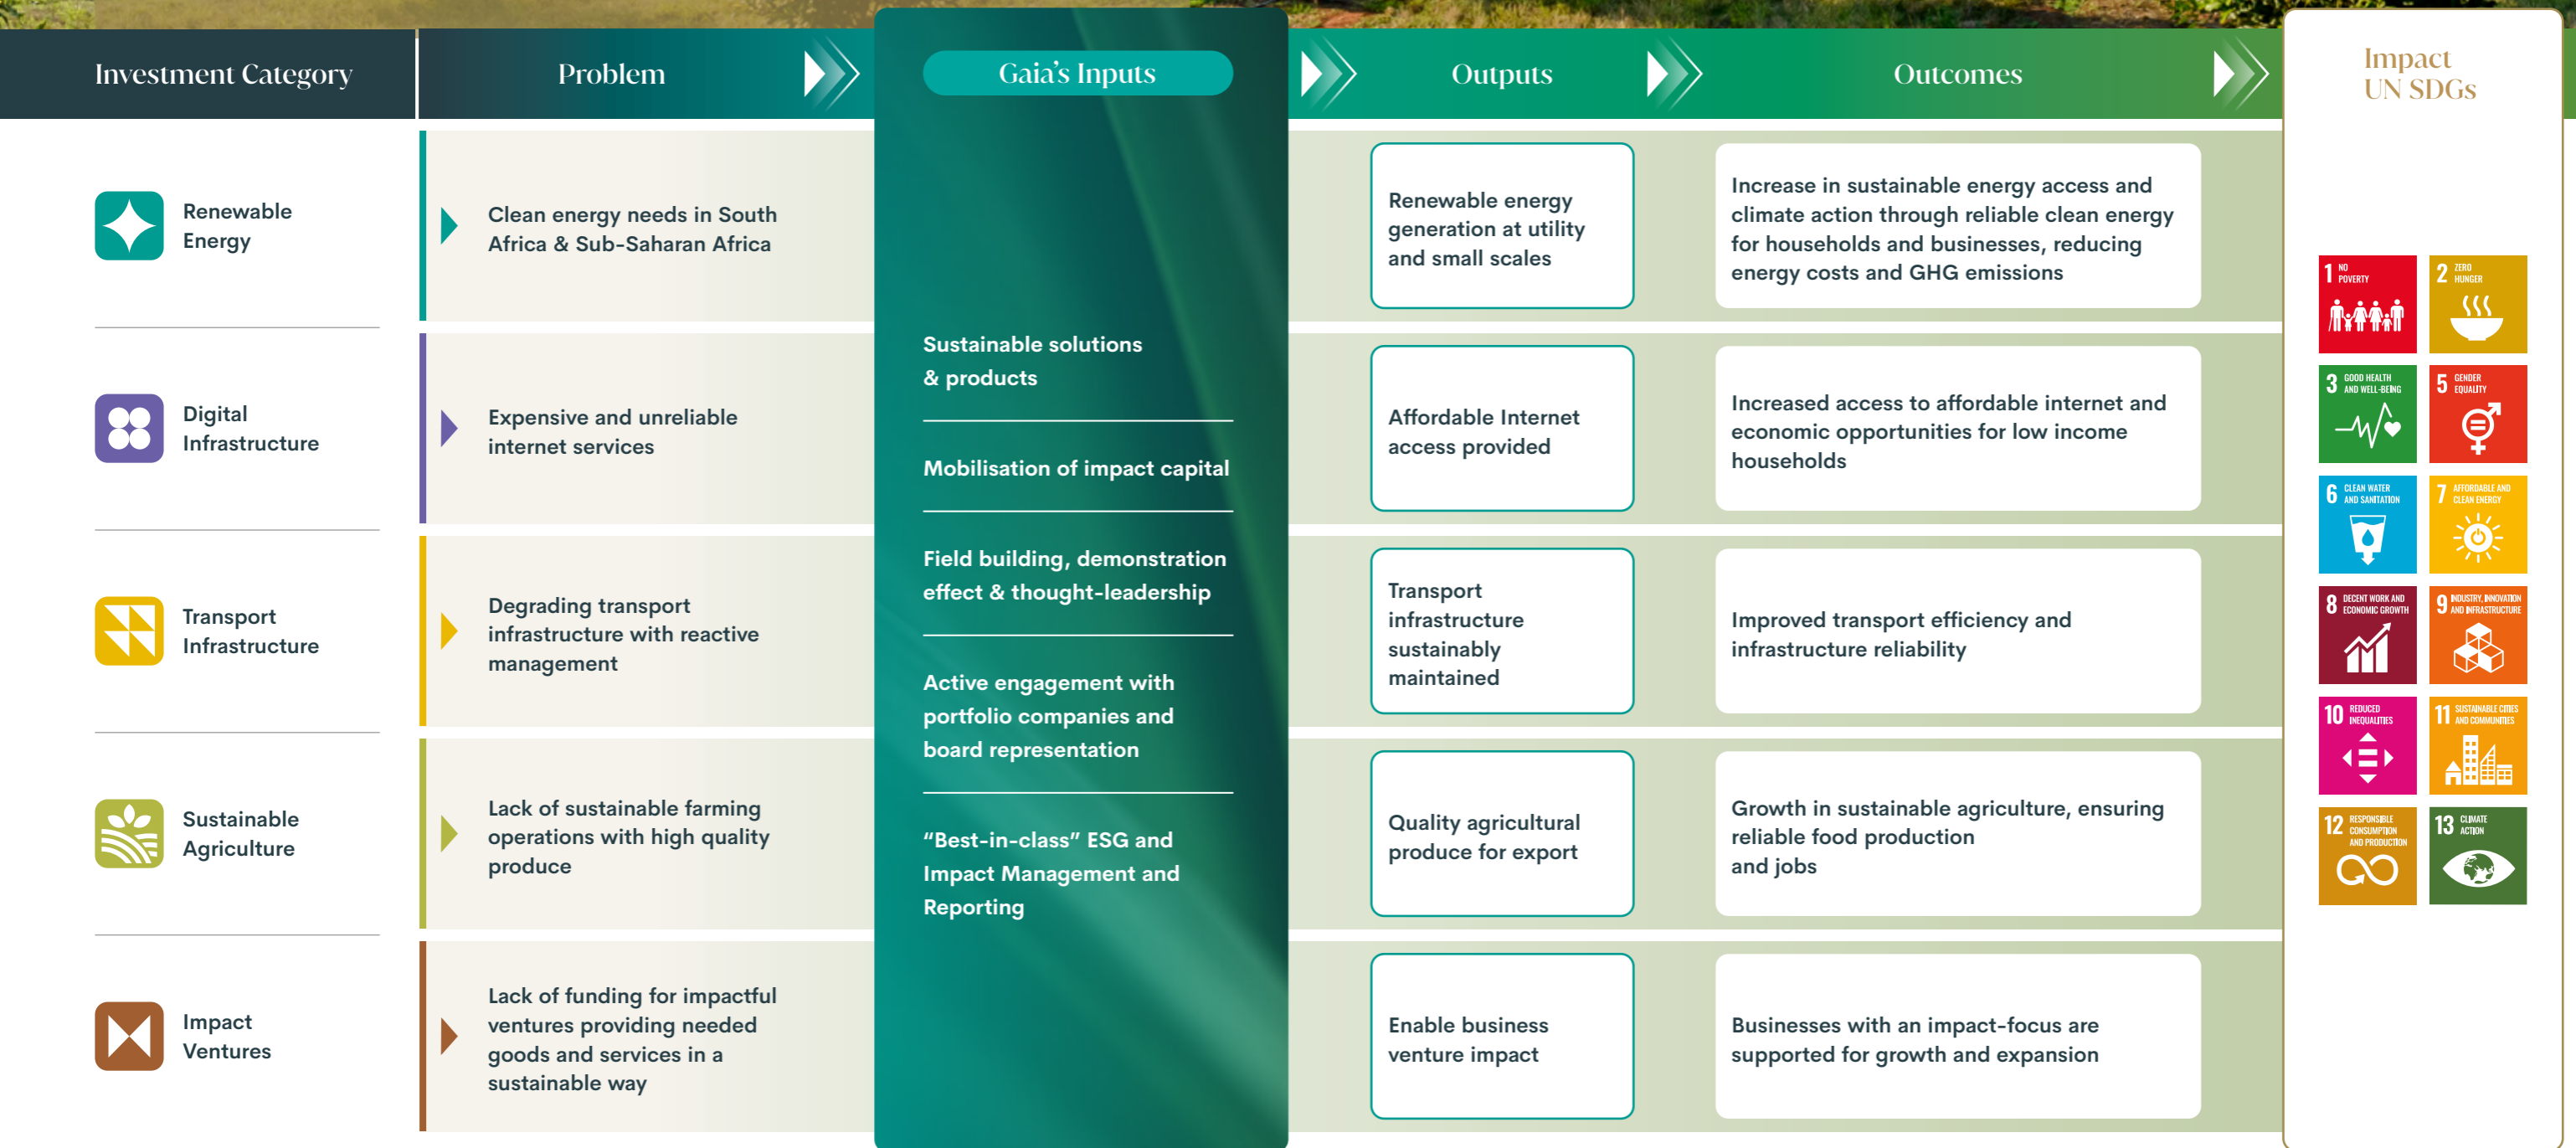 Investment Category
Problem
Gaia's Inputs
Outputs
Outcomes
Impact
UN SDGs
Renewable
Energy
Clean energy needs in South
Africa & Sub-Saharan Africa
Renewable energy
generation at utility
and small scales
Increase in sustainable energy access and
climate action through reliable clean energy
for households and businesses, reducing
energy costs and GHG emissions
Digital
Infrastructure
Expensive and unreliable
internet services
Affordable Internet
access provided
Increased access to affordable internet and
economic opportunities for low income
households
Transport
Infrastructure
Degrading transport
infrastructure with reactive
management
Transport
infrastructure
sustainably
maintained
Improved transport efficiency and
infrastructure reliability
Sustainable
Agriculture
Lack of sustainable farming
operations with high quality
produce
Quality agricultural
produce for export
Growth in sustainable agriculture, ensuring
reliable food production
and jobs
Impact
Ventures
Lack of funding for impactful
ventures providing needed
goods and services in a
sustainable way
Enable business
venture impact
Businesses with an impact-focus are
supported for growth and expansion
Sustainable solutions
& products
Mobilisation of impact capital
Field building, demonstration
effect & thought-leadership
Active engagement with
portfolio companies and
board representation
“Best-in-class” ESG and
Impact Management and
Reporting
1 NO
POVERTY
2 ZERO
HUNGER
3 GOOD HEALTH
AND WELL-BEING
5 GENDER
EQUALITY
6 CLEAN WATER
AND SANITATION
7 AFFORDABLE AND
CLEAN ENERGY
8 DECENT WORK AND
ECONOMIC GROWTH
9 INDUSTRY, INNOVATION
AND INFRASTRUCTURE
10 REDUCED
INEQUALITIES
11 SUSTAINABLE CITIES
AND COMMUNITIES
12 RESPONSIBLE
CONSUMPTION
AND PRODUCTION
13 CLIMATE
ACTION